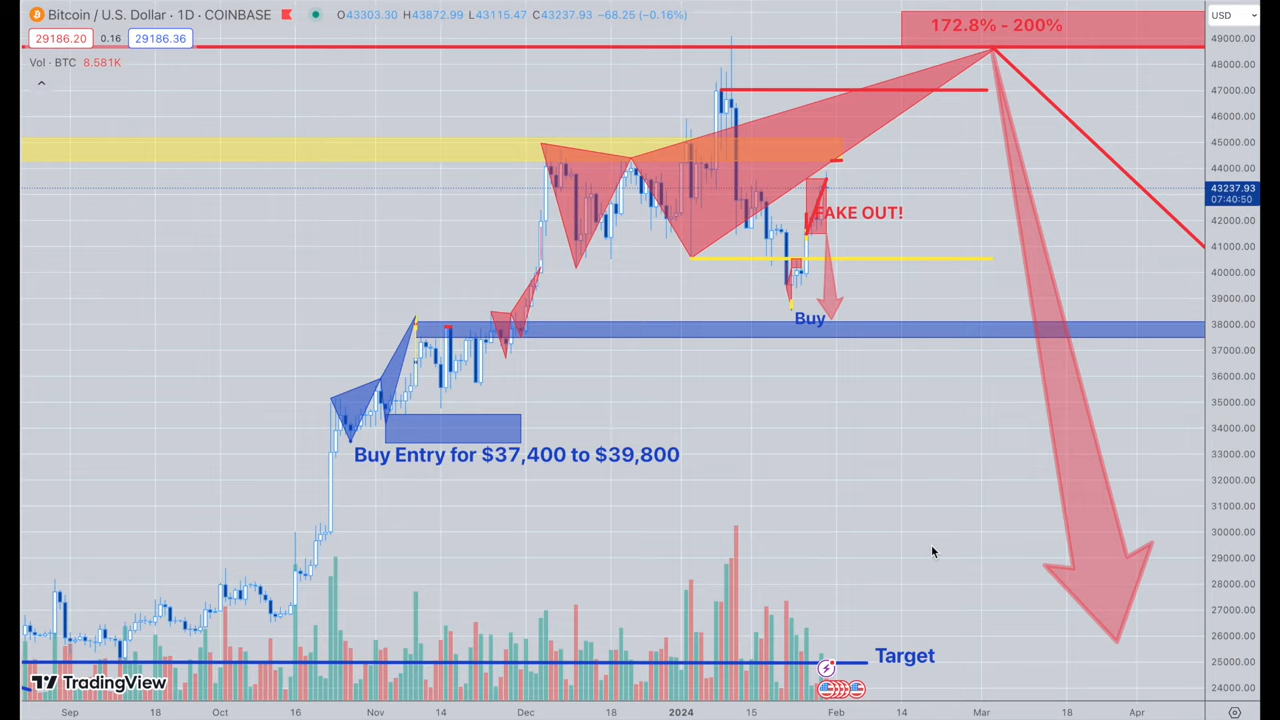 Bitcoin / U.S. Dollar · 1D · COINBASE O43303.30 H43872.99 L43115.47 C43237.93 −68.25 (−0.16%)
USD
29186.20 0.16 29186.36
172.8% - 200%
Vol · BTC 8.581K
49000.00
48000.00
47000.00
45000.00
44000.00
43237.93
07:40:50
FAKE OUT!
42000.00
41000.00
40000.00
39000.00
Buy
38000.00
37000.00
36000.00
35000.00
34000.00
Buy Entry for $37,400 to $39,800
33000.00
32000.00
31000.00
30000.00
29000.00
28000.00
27000.00
26000.00
Target
25000.00
TradingView
24000.00
Sep 18 Oct 16 Nov 14 Dec 18 2024 15 Feb 14 Mar 18 Apr